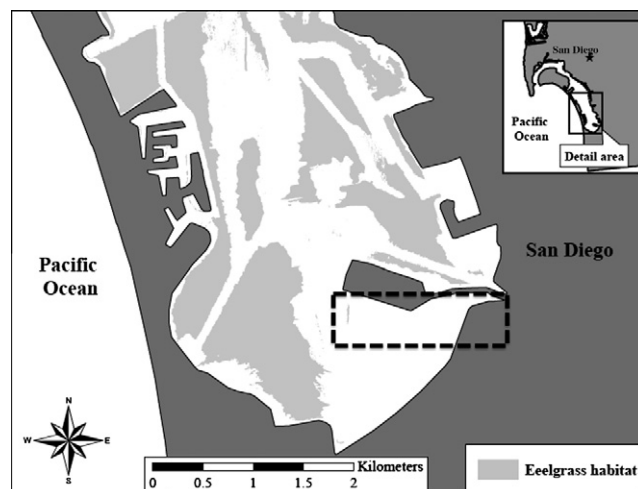 San Diego
Pacific
Ocean
Detail area
San Diego
Pacific
Ocean
N
W E
S
Kilometers
0 0.5 1 1.5 2
Eeelgrass habitat